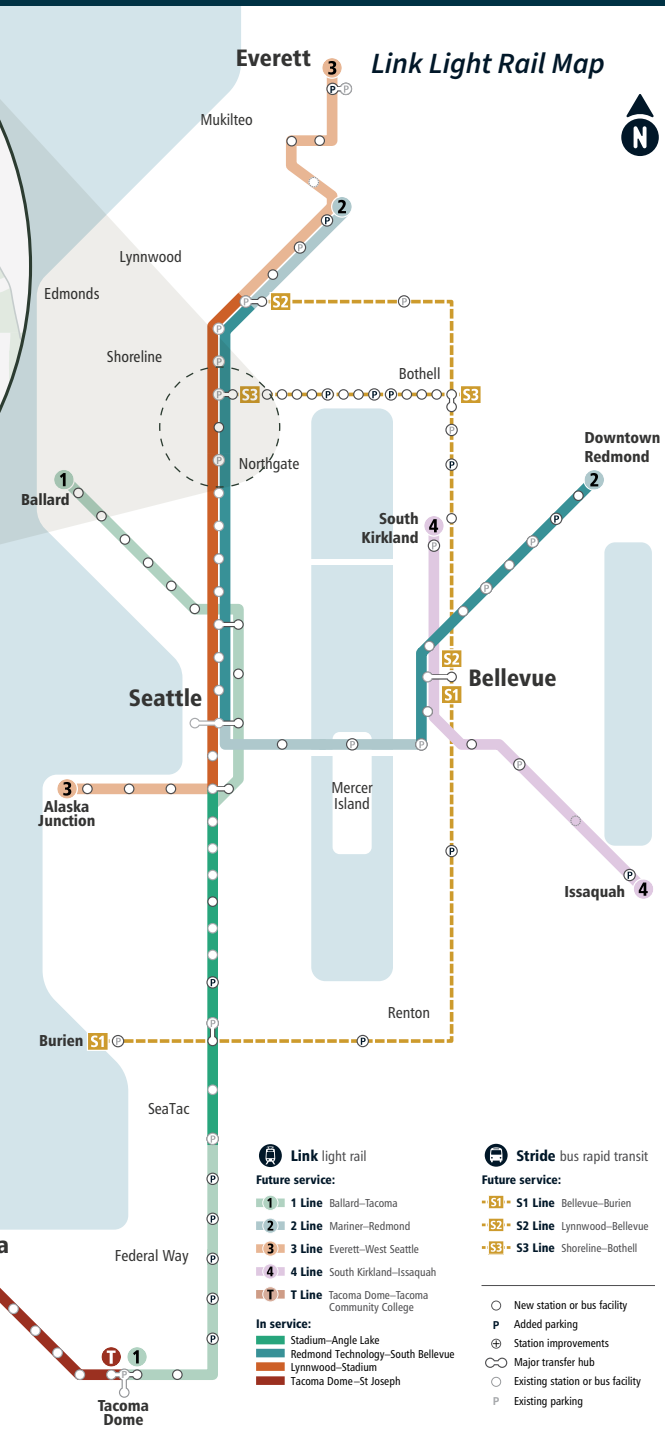 Link Light Rail Map
Everett
3
P P
Mukilteo
N
2
P
P
Lynnwood
Edmonds
P S2 P
P
Shoreline
P
Bothell
P S3 P P P S3
P
Northgate
P
P
Downtown
Redmond
1
2
Ballard
South
Kirkland
4
P
P
P
P
S2
Bellevue
S1
Seattle
P P
P
Mercer
Island
3
Alaska
Junction
P
P
Issaquah 4
P
Renton
P
Burien S1 P P
SeaTac
P
P
P
Federal Way
P
P
P
a
T 1
P
Tacoma
Dome
Link light rail
Future service:
1 1 Line Ballard–Tacoma
2 2 Line Mariner–Redmond
3 3 Line Everett–West Seattle
4 4 Line South Kirkland–Issaquah
T T Line Tacoma Dome–Tacoma
Community College
In service:
Stadium–Angle Lake
Redmond Technology–South Bellevue
Lynnwood–Stadium
Tacoma Dome–St Joseph
Stride bus rapid transit
Future service:
S1 S1 Line Bellevue–Burien
S2 S2 Line Lynnwood–Bellevue
S3 S3 Line Shoreline–Bothell
New station or bus facility
P Added parking
Station improvements
Major transfer hub
Existing station or bus facility
P Existing parking